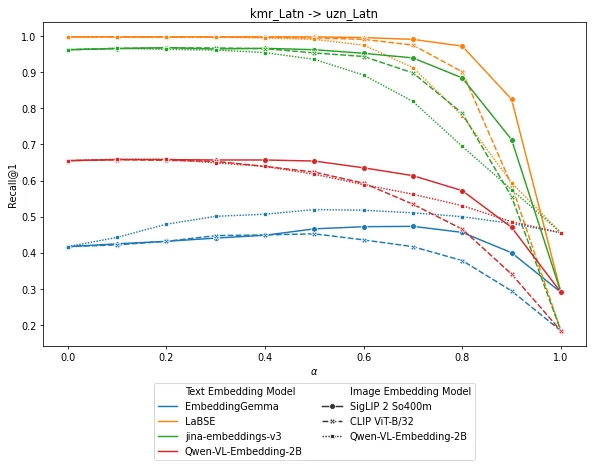 kmr_Latn -> uzn_Latn
Recall@1
1.0
0.9
0.8
0.7
0.6
0.5
0.4
0.3
0.2
0.0 0.2 0.4 0.6 0.8 1.0
α
Text Embedding Model
EmbeddingGemma
LaBSE
jina-embeddings-v3
Qwen-VL-Embedding-2B
Image Embedding Model
SigLIP 2 So400m
CLIP ViT-B/32
Qwen-VL-Embedding-2B